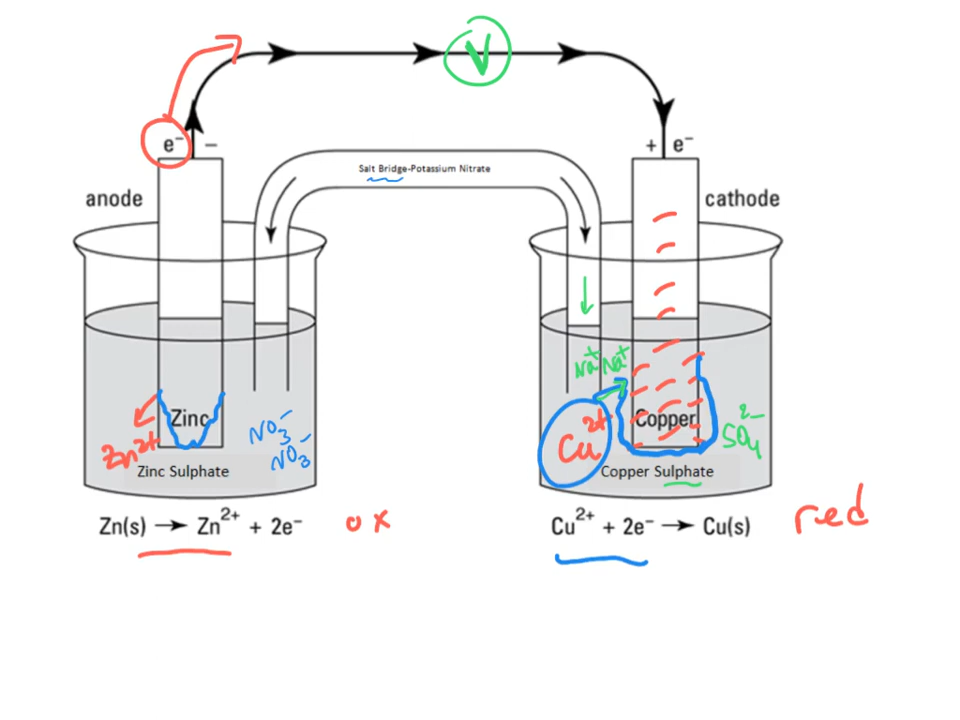 V
e⁻ –
+ e⁻
Salt Bridge-Potassium Nitrate
anode
cathode
Na⁺ Na⁺
Zinc
Copper
NO₃⁻
NO₃⁻
Zn²⁺
Cu²⁺
SO₄²⁻
Zinc Sulphate
Copper Sulphate
Zn(s) → Zn²⁺ + 2e⁻ ox
Cu²⁺ + 2e⁻ → Cu(s) red